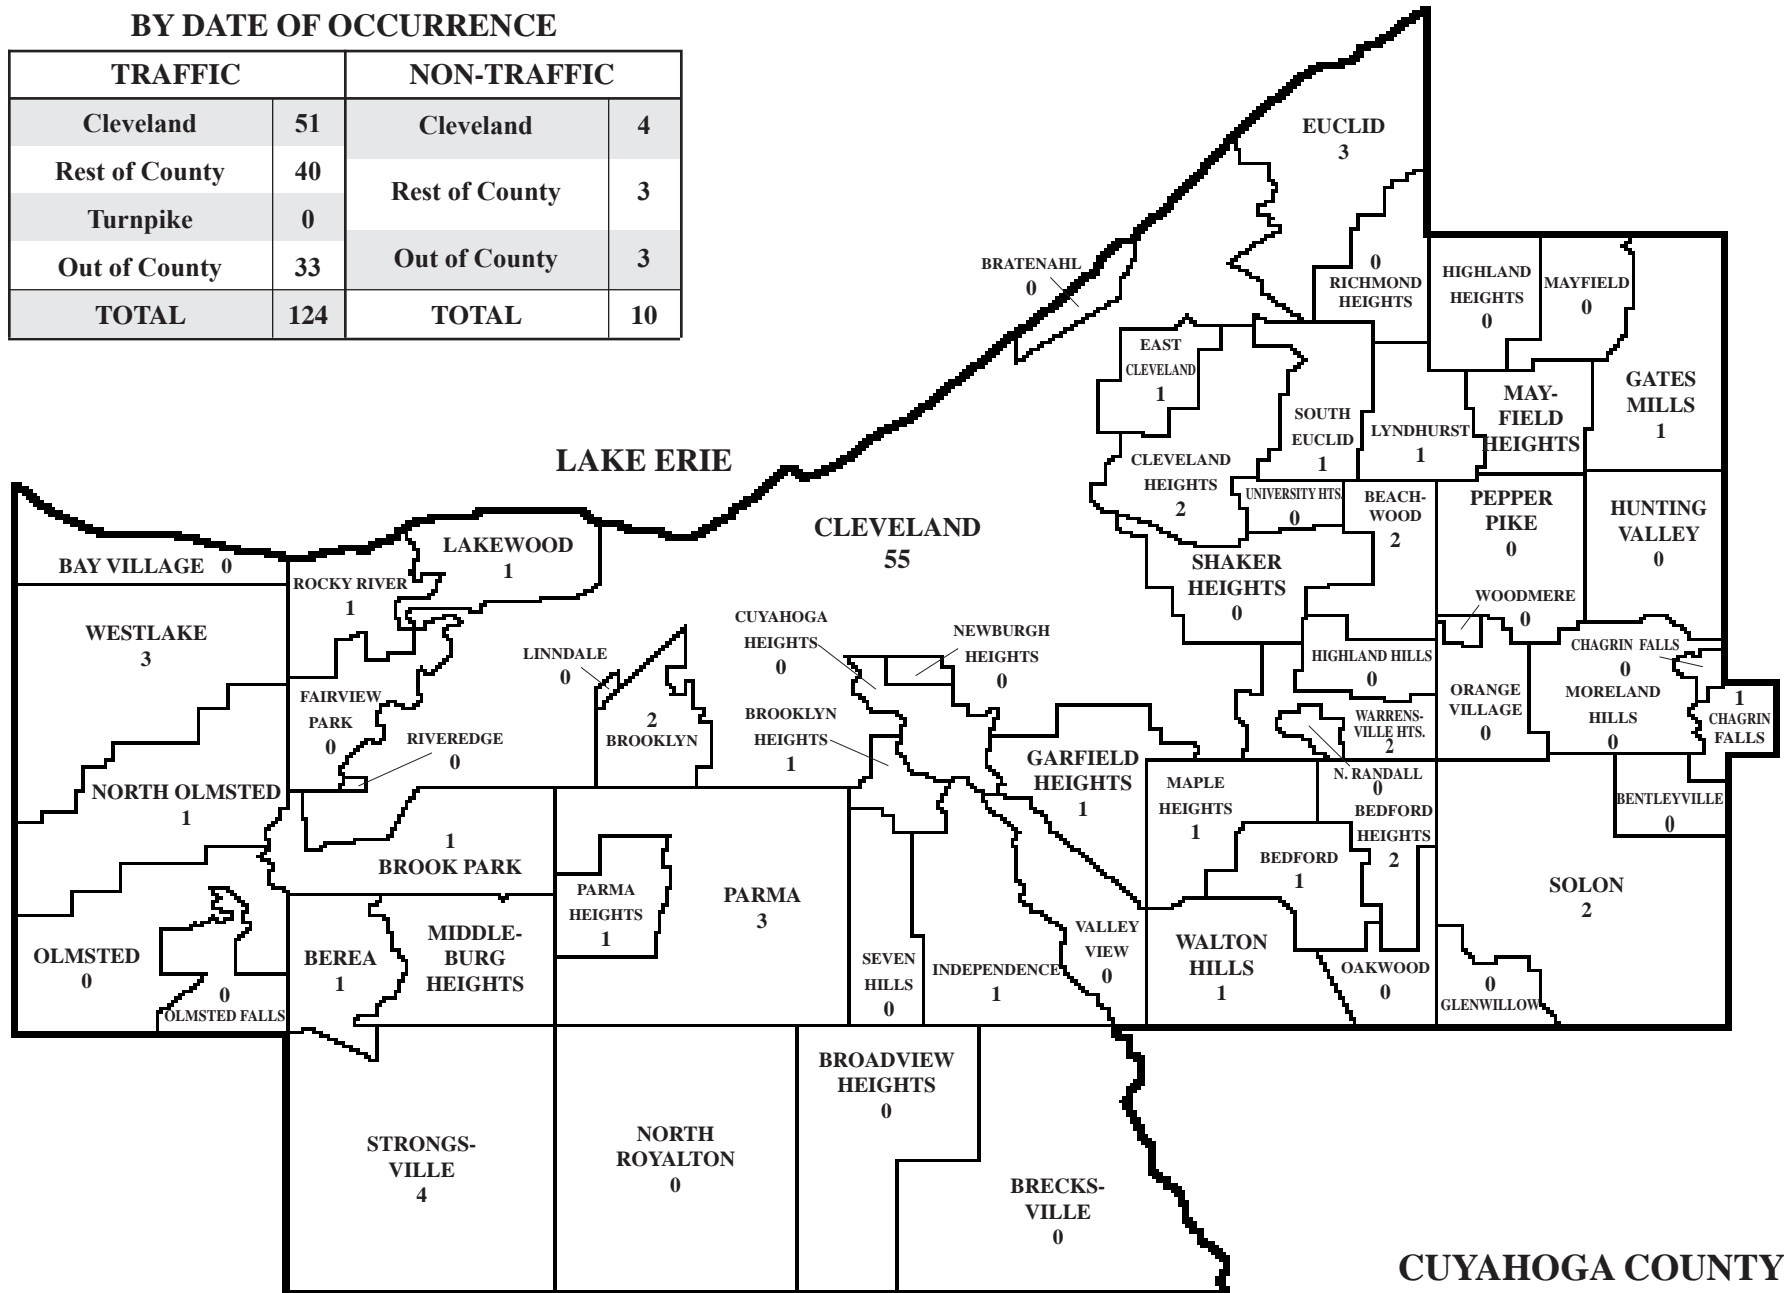 BY DATE OF OCCURRENCE
TRAFFIC NON-TRAFFIC
Cleveland 51 Cleveland 4
Rest of County 40
Rest of County 3
Turnpike 0
Out of County 33 Out of County 3
TOTAL 124 TOTAL 10
EUCLID
3
BRATENAHL
0
0
RICHMOND
HEIGHTS
HIGHLAND
HEIGHTS
0
MAYFIELD
0
EAST
CLEVELAND
1
SOUTH
EUCLID
1
LYNDHURST
1
MAY-
FIELD
HEIGHTS
GATES
MILLS
1
LAKE ERIE
CLEVELAND
HEIGHTS
2
UNIVERSITY HTS.
0
BEACH-
WOOD
2
PEPPER
PIKE
0
HUNTING
VALLEY
0
CLEVELAND
55
SHAKER
HEIGHTS
0
WOODMERE
0
BAY VILLAGE 0
LAKEWOOD
1
ROCKY RIVER
1
WESTLAKE
3
CUYAHOGA
HEIGHTS
0
NEWBURGH
HEIGHTS
0
LINNDALE
0
HIGHLAND HILLS
0
CHAGRIN FALLS
0
MORELAND
HILLS
0
1
CHAGRIN
FALLS
ORANGE
VILLAGE
0
FAIRVIEW
PARK
0
RIVEREDGE
0
2
BROOKLYN
BROOKLYN
HEIGHTS
1
GARFIELD
HEIGHTS
1
WARRENS-
VILLE HTS.
2
N. RANDALL
0
MAPLE
HEIGHTS
1
BEDFORD
HEIGHTS
2
BENTLEYVILLE
0
NORTH OLMSTED
1
1
BROOK PARK
BEDFORD
1
SOLON
2
PARMA
HEIGHTS
1
PARMA
3
OLMSTED
0
0
OLMSTED FALLS
BEREA
1
MIDDLE-
BURG
HEIGHTS
SEVEN
HILLS
0
INDEPENDENCE
1
VALLEY
VIEW
0
WALTON
HILLS
1
OAKWOOD
0
0
GLENWILLOW
STRONGS-
VILLE
4
NORTH
ROYALTON
0
BROADVIEW
HEIGHTS
0
BRECKS-
VILLE
0
CUYAHOGA COUNTY